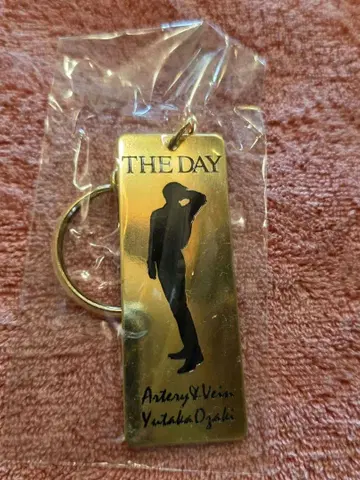 THE DAY
Artery & Vein
Yutaka Ozaki